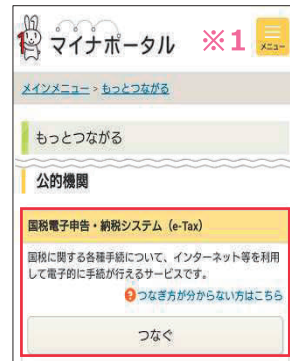 マイナポータル ※1
メニュー
メインメニュー > もっとつながる
もっとつながる
公的機関
国税電子申告・納税システム（e-Tax）
国税に関する各種手続について、インターネット等を利用
して電子的に手続が行えるサービスです。
?つなぎ方が分からない方はこちら
つなぐ